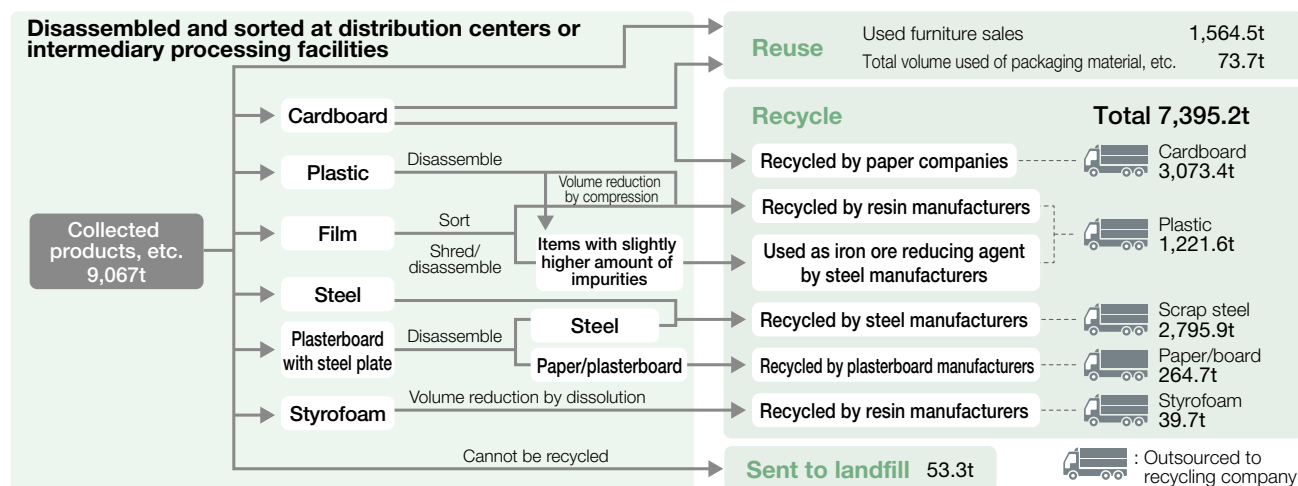 Disassembled and sorted at distribution centers or
intermediary processing facilities
Collected
products, etc.
9,067t
Cardboard
Plastic
Disassemble
Volume reduction
by compression
Film
Sort
Shred/
disassemble
Items with slightly
higher amount of
impurities
Steel
Plasterboard
with steel plate
Disassemble
Steel
Paper/plasterboard
Styrofoam
Volume reduction by dissolution
Cannot be recycled
Reuse
Used furniture sales 1,564.5t
Total volume used of packaging material, etc. 73.7t
Recycle
Total 7,395.2t
Recycled by paper companies
Cardboard
3,073.4t
Recycled by resin manufacturers
Used as iron ore reducing agent
by steel manufacturers
Plastic
1,221.6t
Recycled by steel manufacturers
Scrap steel
2,795.9t
Recycled by plasterboard manufacturers
Paper/board
264.7t
Recycled by resin manufacturers
Styrofoam
39.7t
Sent to landfill 53.3t
: Outsourced to
recycling company